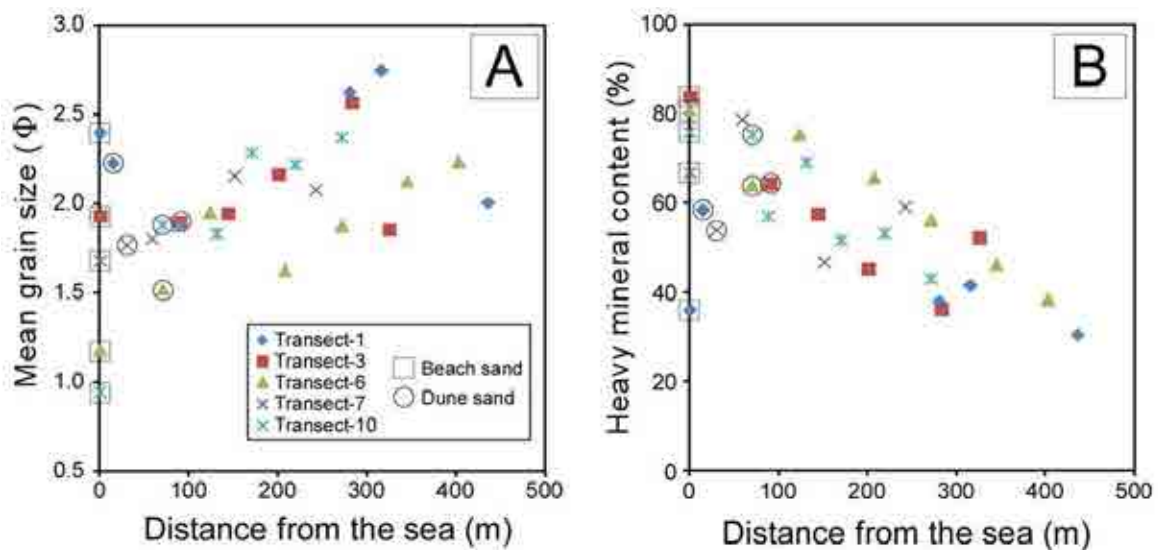 A
Mean grain size (Φ)
3.0
2.5
2.0
1.5
1.0
0.5
Transect-1
Transect-3
Transect-6
Transect-7
Transect-10
Beach sand
Dune sand
0 100 200 300 400 500
Distance from the sea (m)
B
Heavy mineral content (%)
100
80
60
40
20
0
0 100 200 300 400 500
Distance from the sea (m)